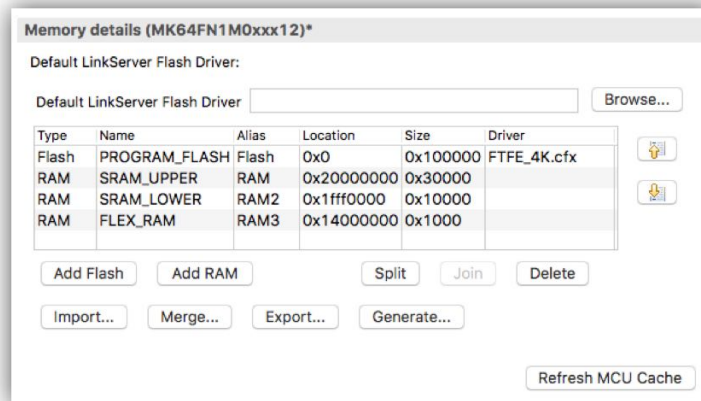 Memory details (MK64FN1M0xxx12)*
Default LinkServer Flash Driver:
Default LinkServer Flash Driver Browse...
Type Name Alias Location Size Driver
Flash PROGRAM_FLASH Flash 0x0 0x100000 FTFE_4K.cfx
RAM SRAM_UPPER RAM 0x20000000 0x30000
RAM SRAM_LOWER RAM2 0x1fff0000 0x10000
RAM FLEX_RAM RAM3 0x14000000 0x1000
Add Flash Add RAM Split Join Delete
Import... Merge... Export... Generate...
Refresh MCU Cache